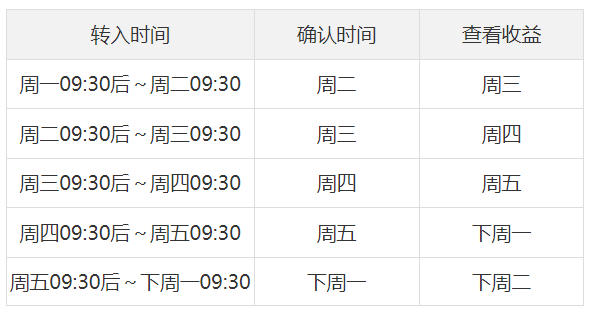 转入时间 确认时间 查看收益
周一09:30后～周二09:30 周二 周三
周二09:30后～周三09:30 周三 周四
周三09:30后～周四09:30 周四 周五
周四09:30后～周五09:30 周五 下周一
周五09:30后～下周一09:30 下周一 下周二